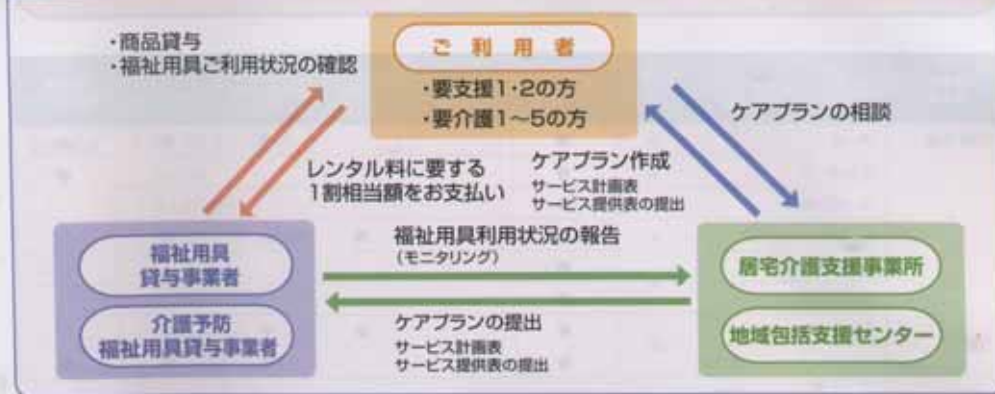 ・商品貸与
・福祉用具ご利用状況の確認
ご利用者
・要支援1・2の方
・要介護1〜5の方
ケアプランの相談
レンタル料に要する
1割相当額をお支払い
ケアプラン作成
サービス計画表
サービス提供表の提出
福祉用具
貸与事業者
介護予防
福祉用具貸与事業者
福祉用具利用状況の報告
(モニタリング)
ケアプランの提出
サービス計画表
サービス提供表の提出
居宅介護支援事業所
地域包括支援センター